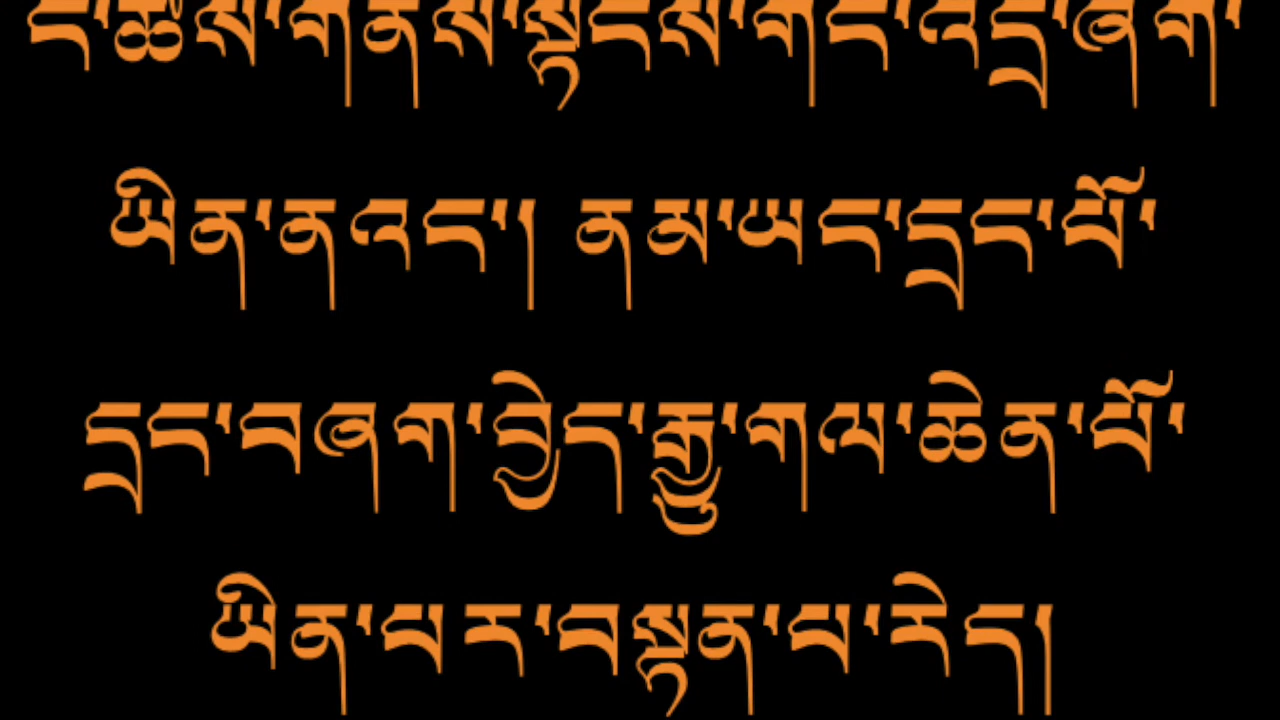 ང་ཚོས་གནས་སྟངས་གང་འདྲ་ཞིག་
ཡིན་ནའང་། ནམ་ཡང་དྲང་པོ་
དྲང་བཞག་བྱེད་རྒྱུ་གལ་ཆེན་པོ་
ཡིན་པར་བསྟན་པ་རེད།